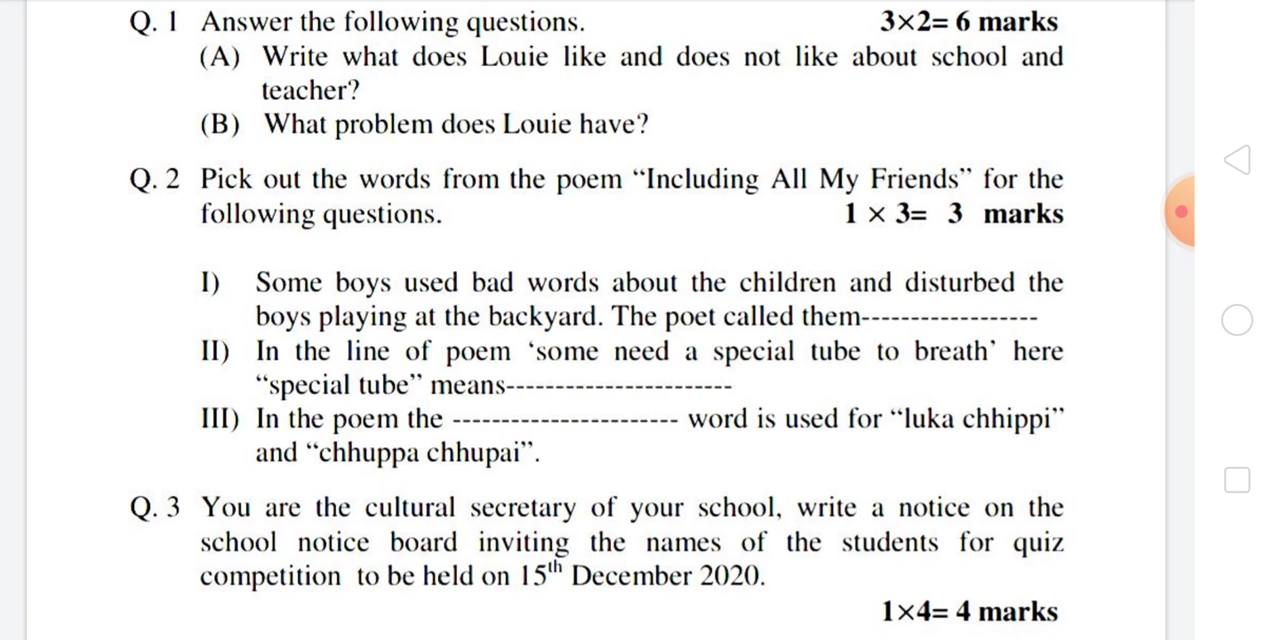 Q. 1 Answer the following questions. 3×2= 6 marks
(A) Write what does Louie like and does not like about school and
teacher?
(B) What problem does Louie have?
Q. 2 Pick out the words from the poem “Including All My Friends” for the
following questions. 1 × 3= 3 marks
I) Some boys used bad words about the children and disturbed the
boys playing at the backyard. The poet called them------------------
II) In the line of poem ‘some need a special tube to breath’ here
“special tube” means-----------------------
III) In the poem the ----------------------- word is used for “luka chhippi”
and “chhuppa chhupai”.
Q. 3 You are the cultural secretary of your school, write a notice on the
school notice board inviting the names of the students for quiz
competition to be held on 15th December 2020.
1×4= 4 marks